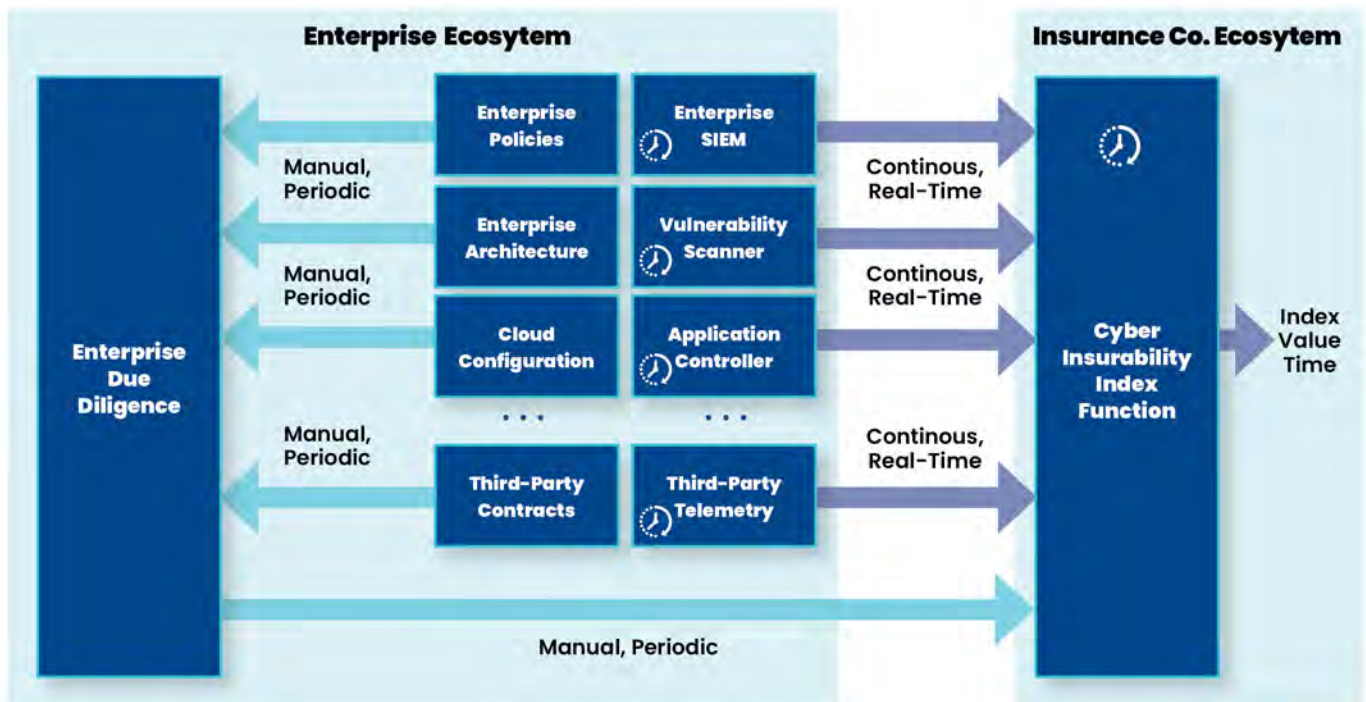 Enterprise Ecosytem
Insurance Co. Ecosytem
Enterprise
Due
Diligence
Manual,
Periodic
Manual,
Periodic
Manual,
Periodic
Enterprise
Policies
Enterprise
SIEM
Enterprise
Architecture
Vulnerability
Scanner
Cloud
Configuration
Application
Controller
...
...
Third-Party
Contracts
Third-Party
Telemetry
Continous,
Real-Time
Continous,
Real-Time
Continous,
Real-Time
Cyber
Insurability
Index
Function
Index
Value
Time
Manual, Periodic